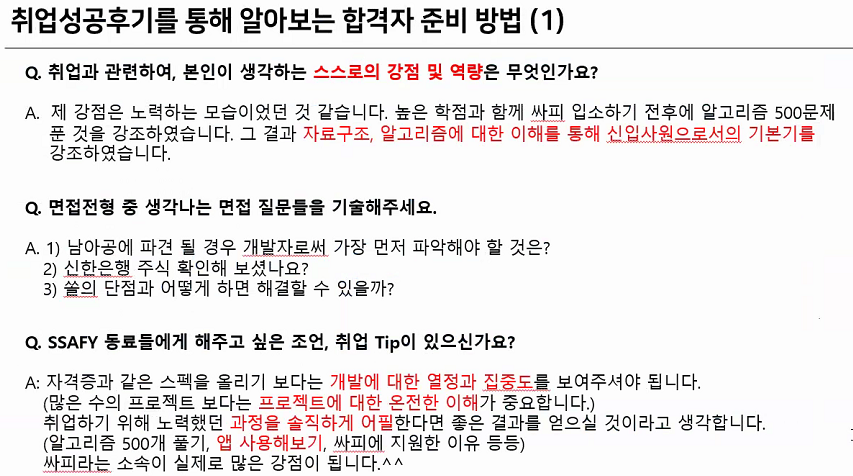 취업성공후기를 통해 알아보는 합격자 준비 방법 (1)
Q. 취업과 관련하여, 본인이 생각하는 스스로의 강점 및 역량은 무엇인가요?
A. 제 강점은 노력하는 모습이었던 것 같습니다. 높은 학점과 함께 싸피 입소하기 전후에 알고리즘 500문제
푼 것을 강조하였습니다. 그 결과 자료구조, 알고리즘에 대한 이해를 통해 신입사원으로서의 기본기를
강조하였습니다.
Q. 면접전형 중 생각나는 면접 질문들을 기술해주세요.
A. 1) 남아공에 파견 될 경우 개발자로써 가장 먼저 파악해야 할 것은?
2) 신한은행 주식 확인해 보셨나요?
3) 쏠의 단점과 어떻게 하면 해결할 수 있을까?
Q. SSAFY 동료들에게 해주고 싶은 조언, 취업 Tip이 있으신가요?
A: 자격증과 같은 스펙을 올리기 보다는 개발에 대한 열정과 집중도를 보여주셔야 됩니다.
(많은 수의 프로젝트 보다는 프로젝트에 대한 온전한 이해가 중요합니다.)
취업하기 위해 노력했던 과정을 솔직하게 어필한다면 좋은 결과를 얻으실 것이라고 생각합니다.
(알고리즘 500개 풀기, 앱 사용해보기, 싸피에 지원한 이유 등등)
싸피라는 소속이 실제로 많은 강점이 됩니다.^^